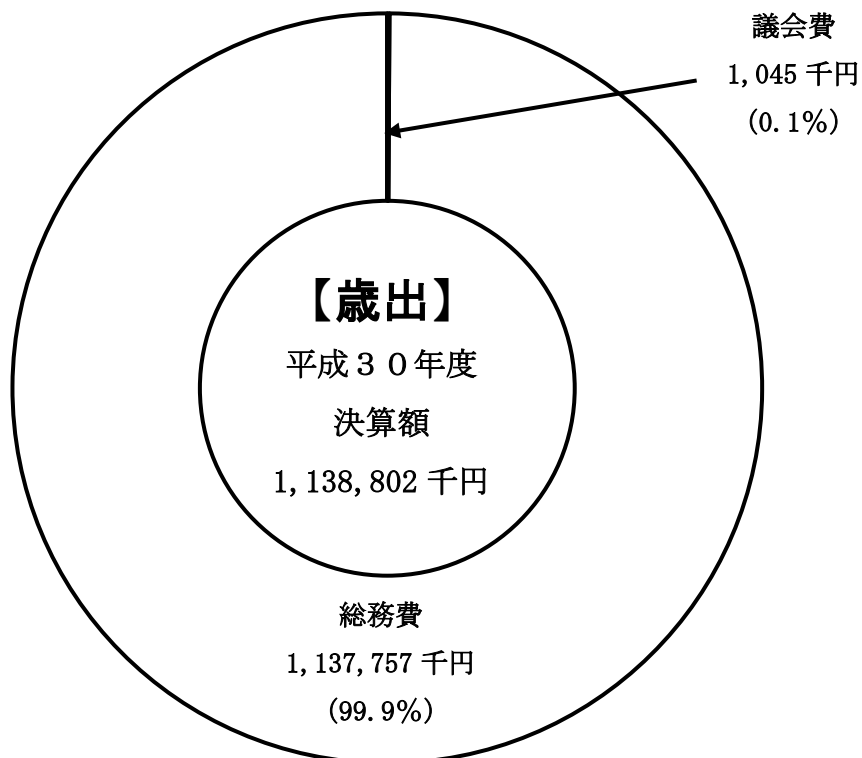 議会費
1,045 千円
(0.1%)
【歳出】
平成３０年度
決算額
1,138,802 千円
総務費
1,137,757 千円
(99.9%)